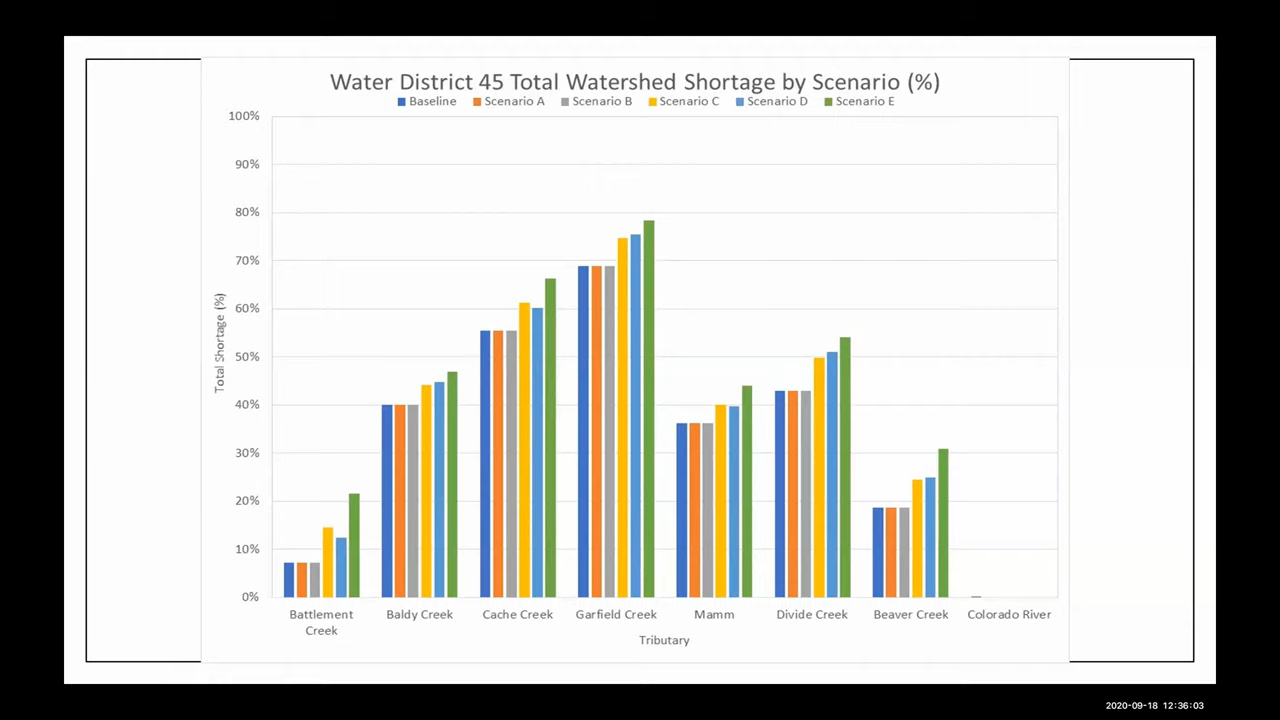 Water District 45 Total Watershed Shortage by Scenario (%)
Baseline Scenario A Scenario B Scenario C Scenario D Scenario E
100%
90%
80%
70%
60%
50%
40%
30%
20%
10%
0%
Total Shortage (%)
Battlement Creek
Baldy Creek
Cache Creek
Garfield Creek
Mamm
Divide Creek
Beaver Creek
Colorado River
Tributary
2020-09-18 12:36:03